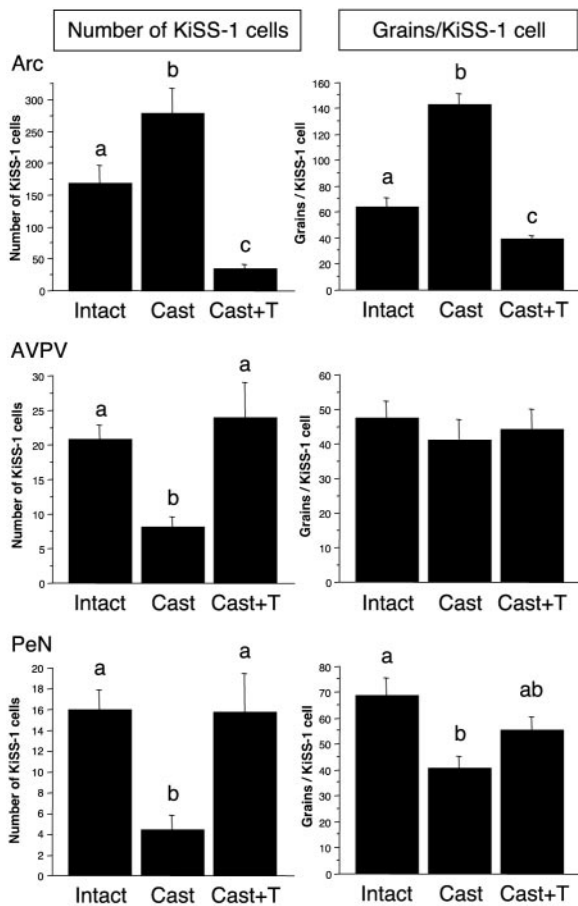 Number of KiSS-1 cells
Grains/KiSS-1 cell
Arc
Number of KiSS-1 cells
300
250
200
150
100
50
0
a
b
c
Intact Cast Cast+T
Grains / KiSS-1 cell
160
140
120
100
80
60
40
20
0
a
b
c
Intact Cast Cast+T
AVPV
Number of KiSS-1 cells
30
25
20
15
10
5
0
a
b
a
Intact Cast Cast+T
Grains / KiSS-1 cell
60
50
40
30
20
10
0
Intact Cast Cast+T
PeN
Number of KiSS-1 cells
16
14
12
10
8
6
4
2
0
a
b
a
Intact Cast Cast+T
Grains / KiSS-1 cell
80
70
60
50
40
30
20
10
0
a
b
ab
Intact Cast Cast+T